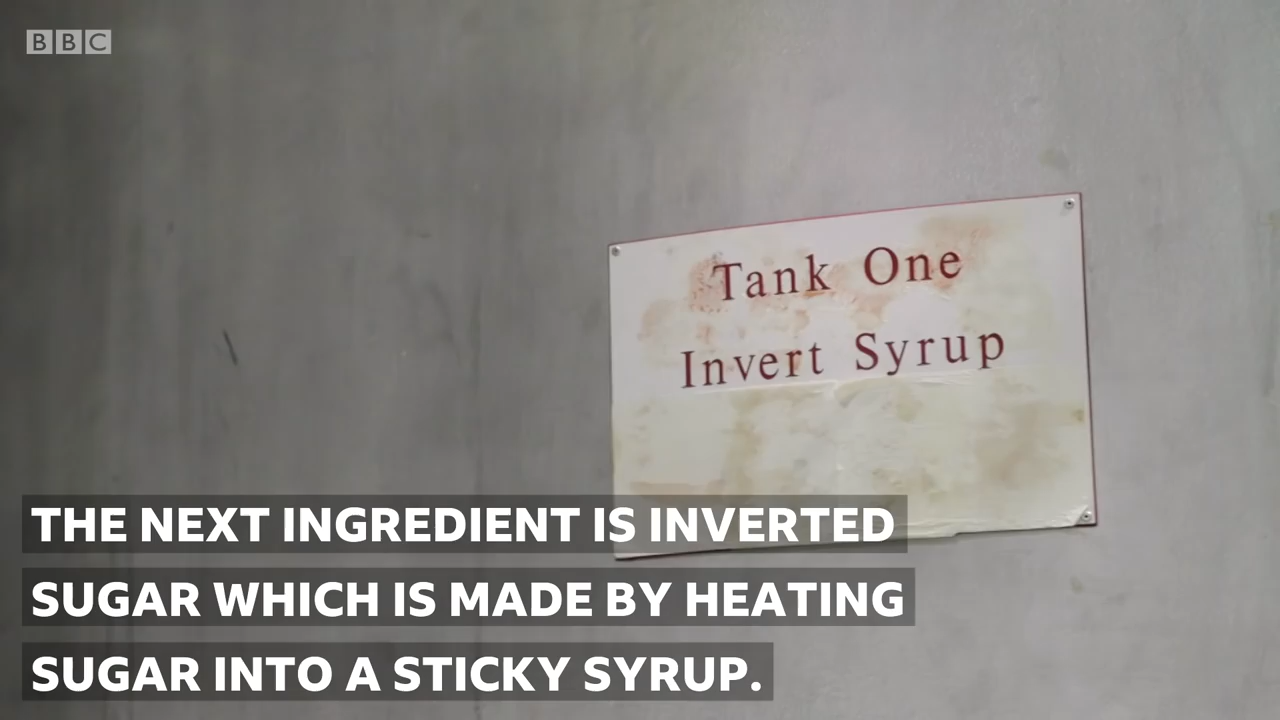 BBC
Tank One
Invert Syrup
THE NEXT INGREDIENT IS INVERTED
SUGAR WHICH IS MADE BY HEATING
SUGAR INTO A STICKY SYRUP.